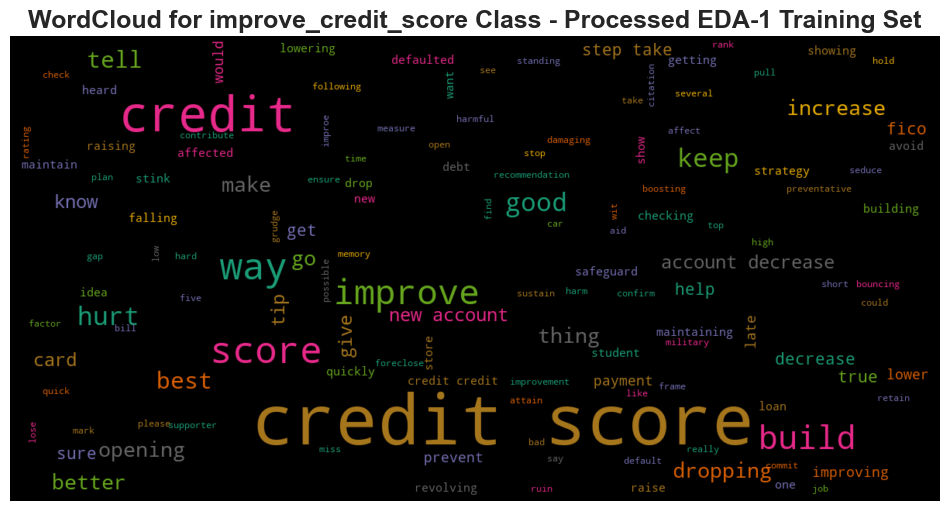 WordCloud for improve_credit_score Class - Processed EDA-1 Training Set
lowering
rank
tell
would
defaulted
step take
getting
showing
check
heard
following
want
see
standing
citation
pull
hold
credit
several
take
increase
contribute
improe
measure
harmful
affect
fico
rating
raising
affected
open
damaging
show
avoid
maintain
time
stop
keep
plan
stink
ensure
drop
debt
recommendation
strategy
seduce
know
make
new
good
boosting
preventative
falling
grudge
get
find
car
wit
checking
top
building
aid
gap
low
hard
way
go
memory
high
possible
safeguard
account decrease
idea
five
improve
sustain
harm
confirm
help
short
bouncing
hurt
tip
new account
could
factor
bill
give
thing
maintaining
late
military
score
store
student
decrease
card
foreclose
quickly
true
lower
quick
best
credit credit
improvement
payment
frame
like
retain
attain
credit score
loan
lose
mark
please
supporter
build
bad
really
sure
opening
miss
prevent
say
default
dropping
commit
improving
better
revolving
ruin
raise
one
job